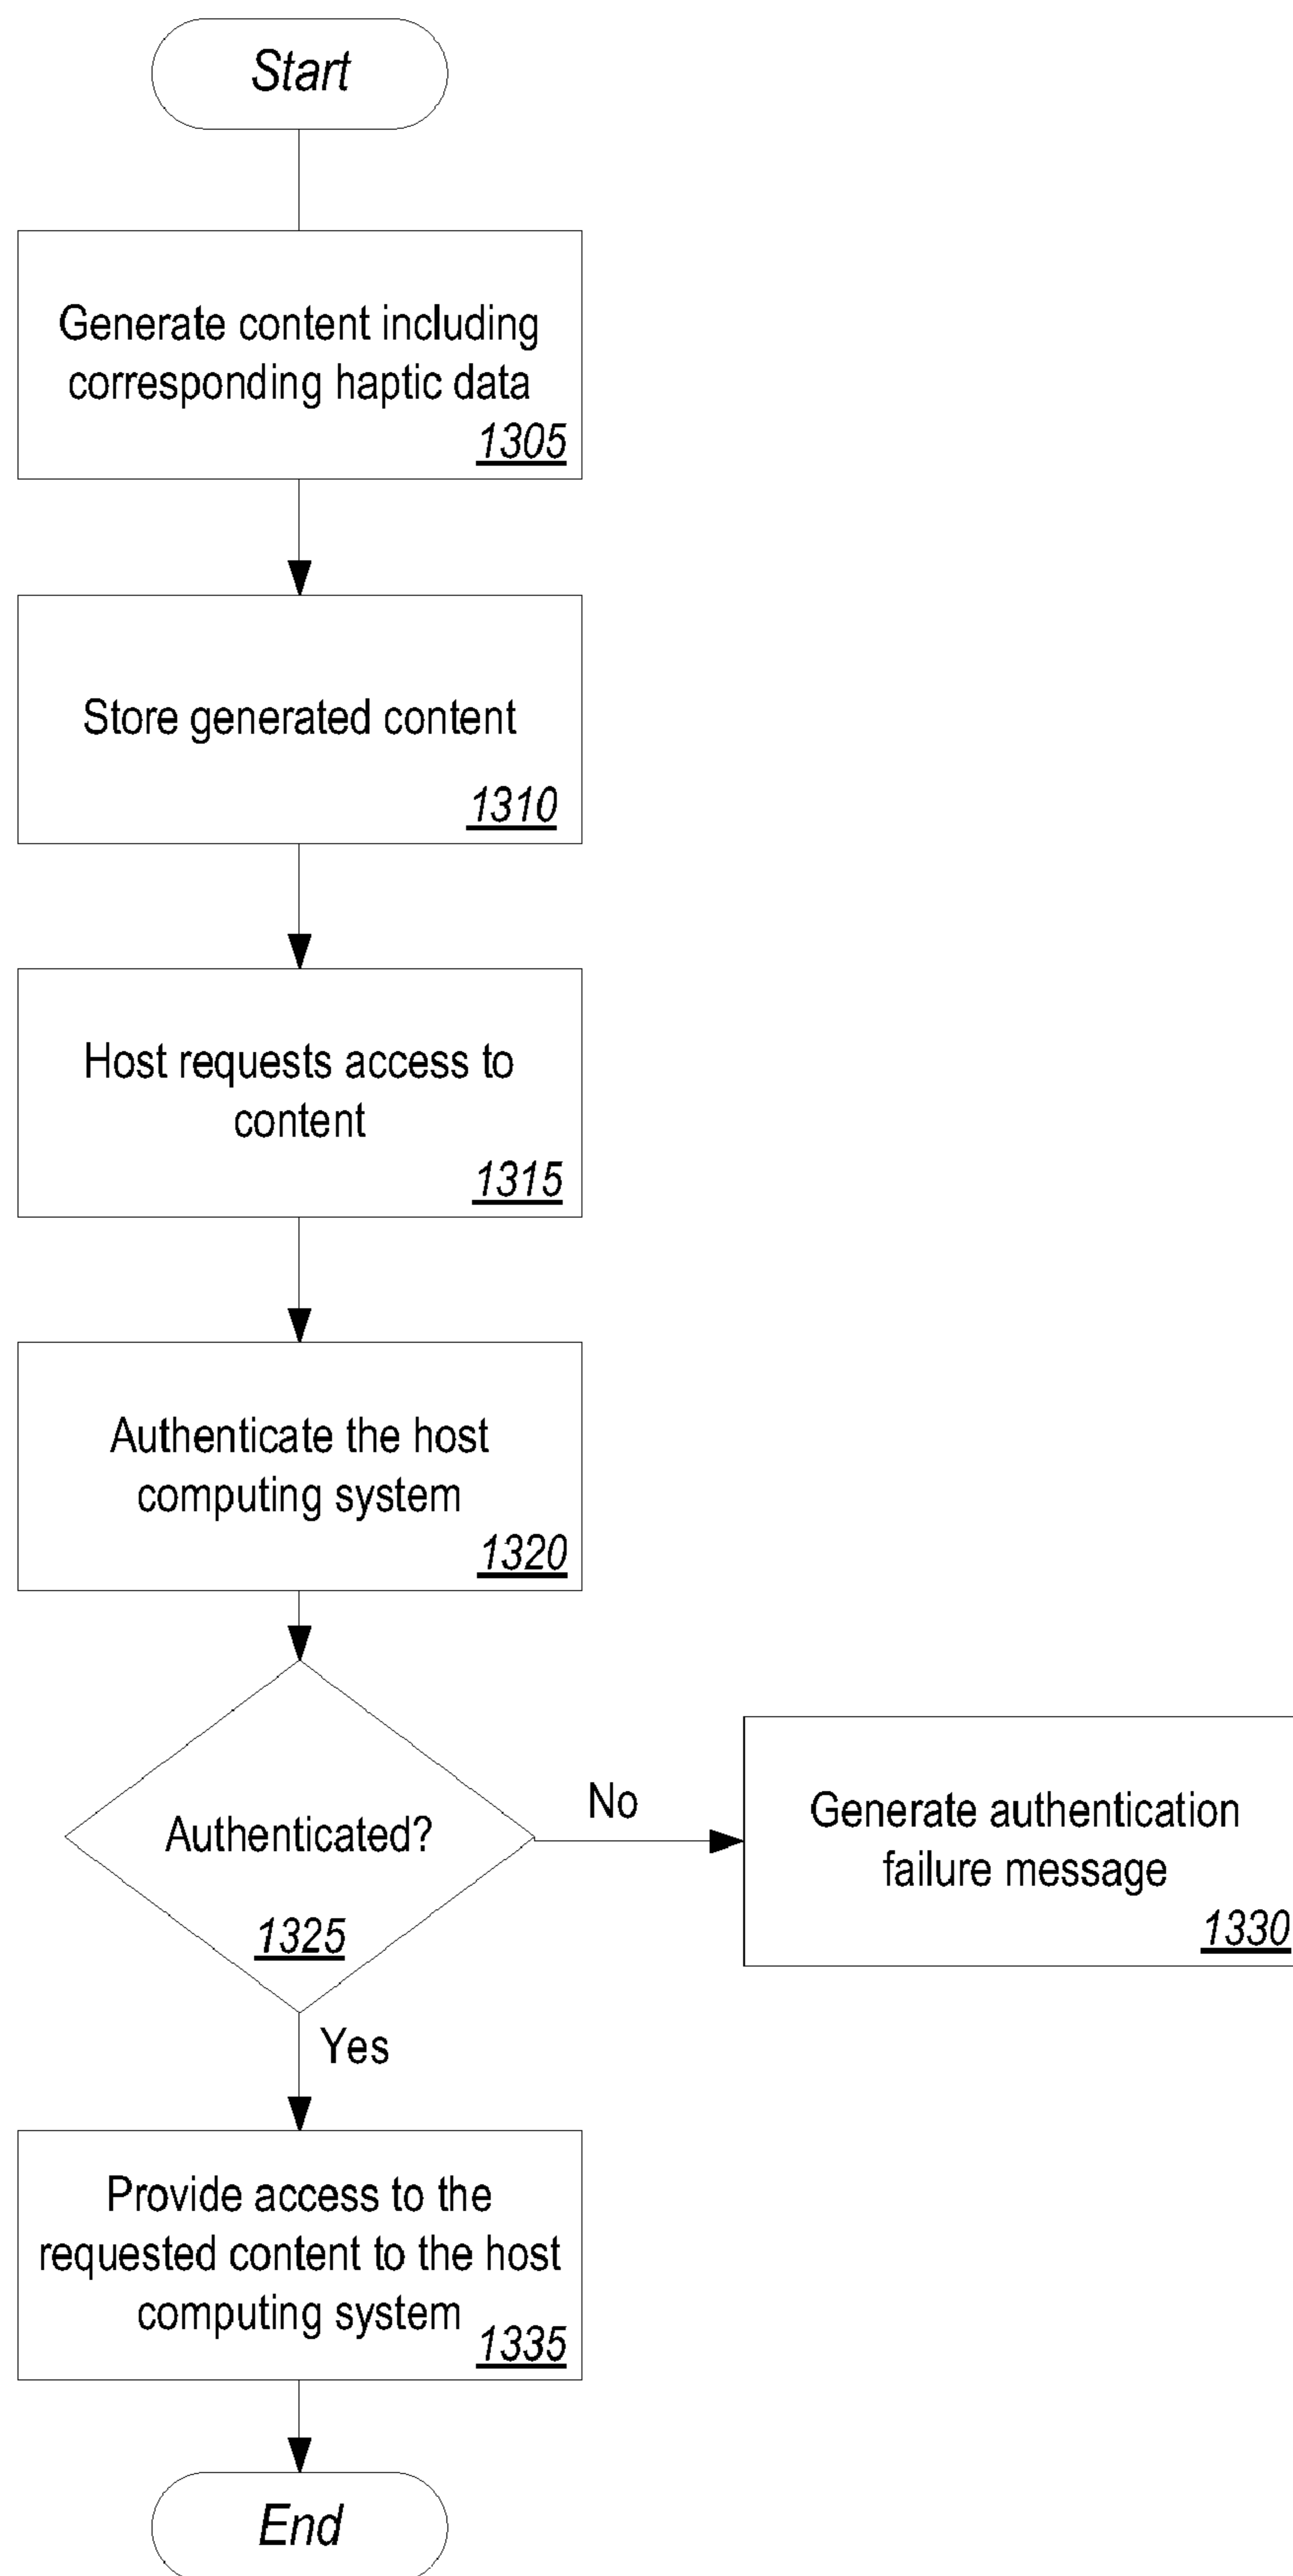 Start
Generate content including
corresponding haptic data
1305
Store generated content
1310
Host requests access to
content
1315
Authenticate the host
computing system
1320
Authenticated?
1325
No
Generate authentication
failure message
1330
Yes
Provide access to the
requested content to the host
computing system
1335
End